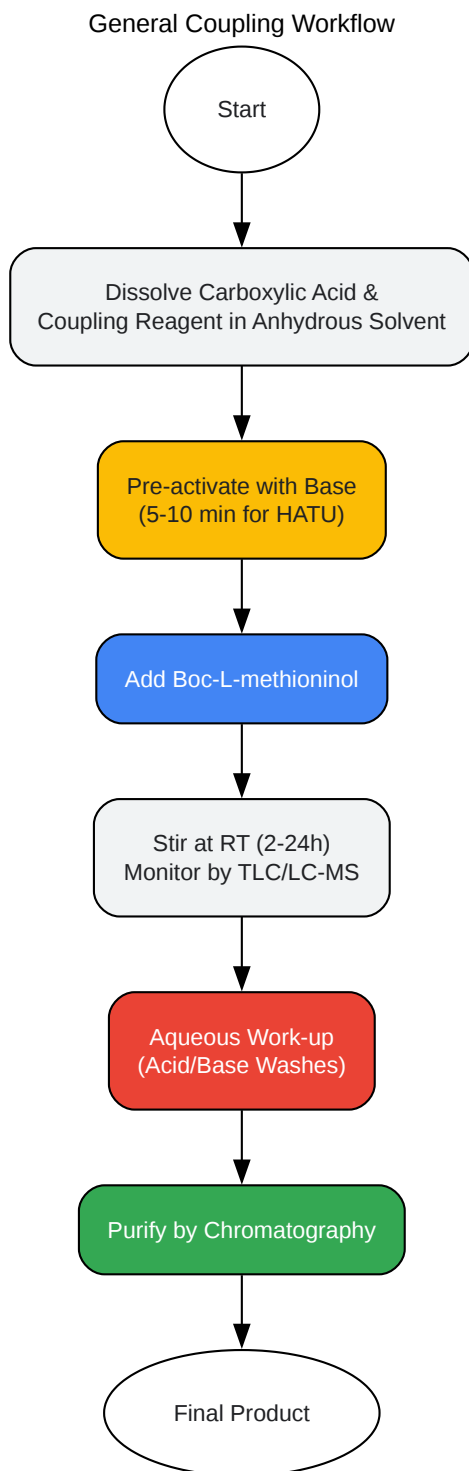 General Coupling Workflow
Start
Dissolve Carboxylic Acid &
Coupling Reagent in Anhydrous Solvent
Pre-activate with Base
(5-10 min for HATU)
Add Boc-L-methioninol
Stir at RT (2-24h)
Monitor by TLC/LC-MS
Aqueous Work-up
(Acid/Base Washes)
Purify by Chromatography
Final Product